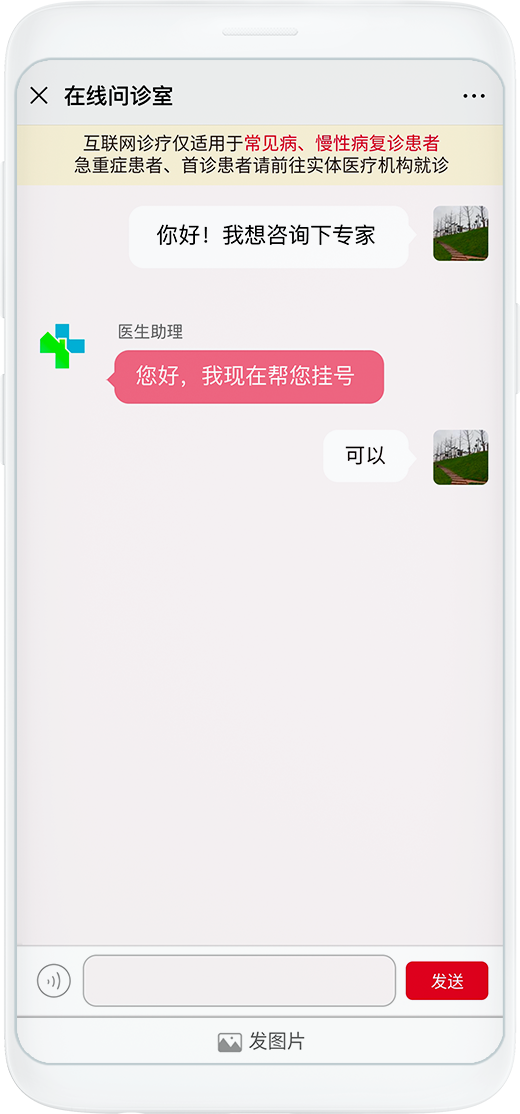 在线问诊室
互联网诊疗仅适用于常见病、慢性病复诊患者
急重症患者、首诊患者请前往实体医疗机构就诊
你好！我想咨询下专家
医生助理
您好，我现在帮您挂号
可以
发送
发图片